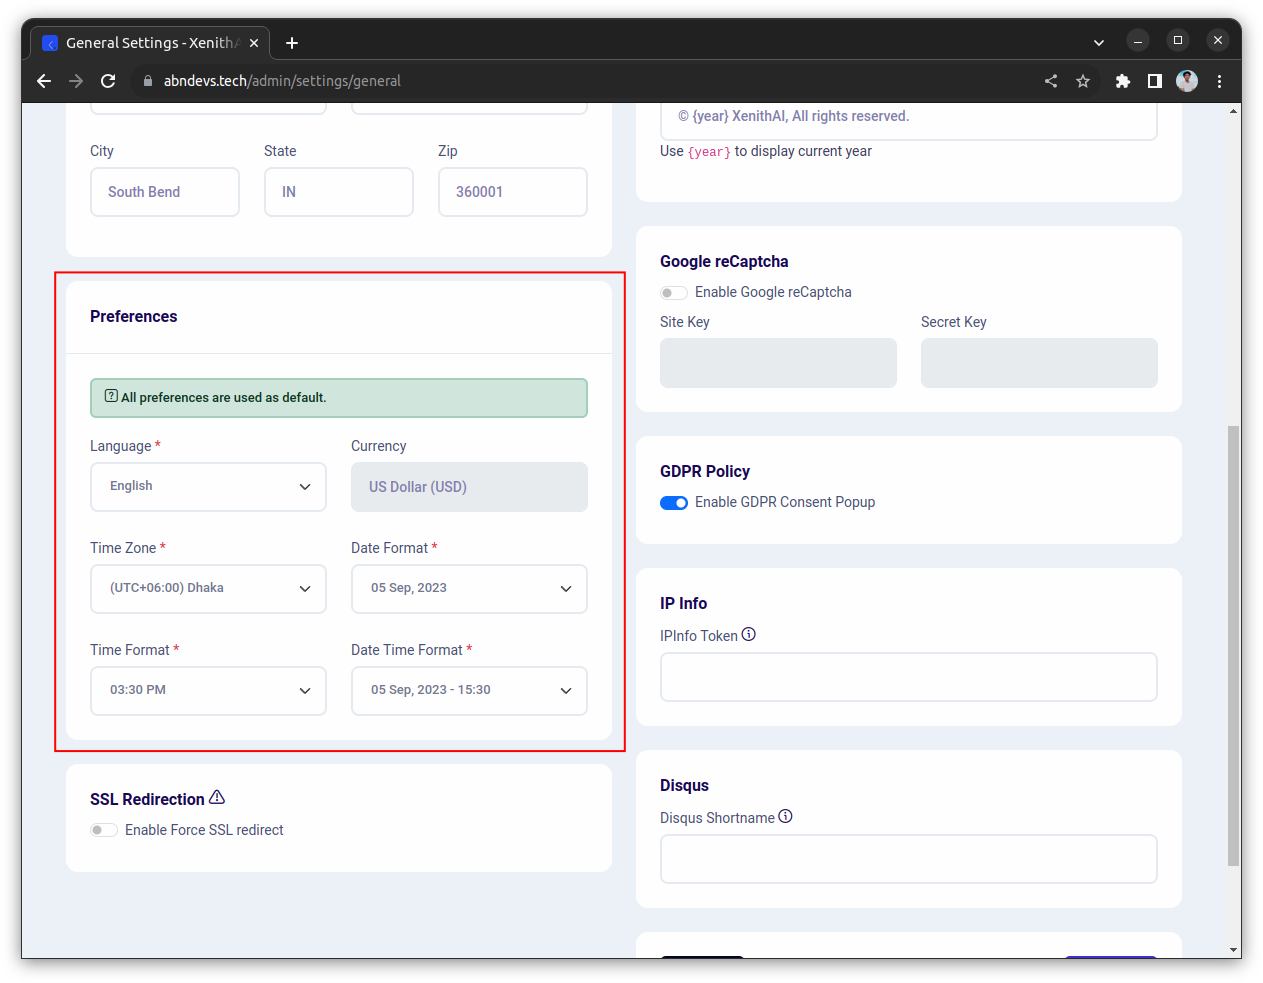 General Settings - XenithA
abndevs.tech/admin/settings/general
City
State
Zip
South Bend
IN
360001
Preferences
All preferences are used as default.
Language *
Currency
English
US Dollar (USD)
Time Zone *
Date Format *
(UTC+06:00) Dhaka
05 Sep, 2023
Time Format *
Date Time Format *
03:30 PM
05 Sep, 2023 - 15:30
SSL Redirection
Enable Force SSL redirect
© {year} XenithAI, All rights reserved.
Use {year} to display current year
Google reCaptcha
Enable Google reCaptcha
Site Key
Secret Key
GDPR Policy
Enable GDPR Consent Popup
IP Info
IPInfo Token
Disqus
Disqus Shortname